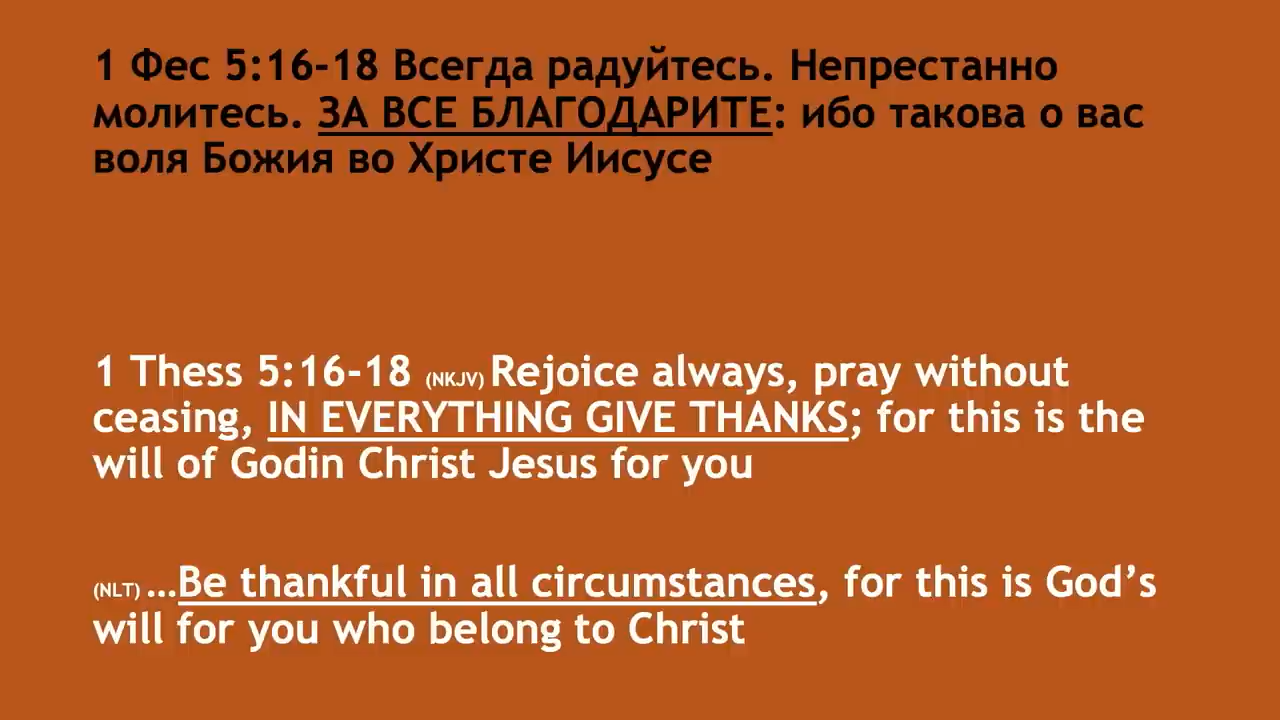 1 Фес 5:16-18 Всегда радуйтесь. Непрестанно
молитесь. ЗА ВСЕ БЛАГОДАРИТЕ: ибо такова о вас
воля Божия во Христе Иисусе
1 Thess 5:16-18 (NKJV) Rejoice always, pray without
ceasing, IN EVERYTHING GIVE THANKS; for this is the
will of Godin Christ Jesus for you
(NLT) …Be thankful in all circumstances, for this is God’s
will for you who belong to Christ